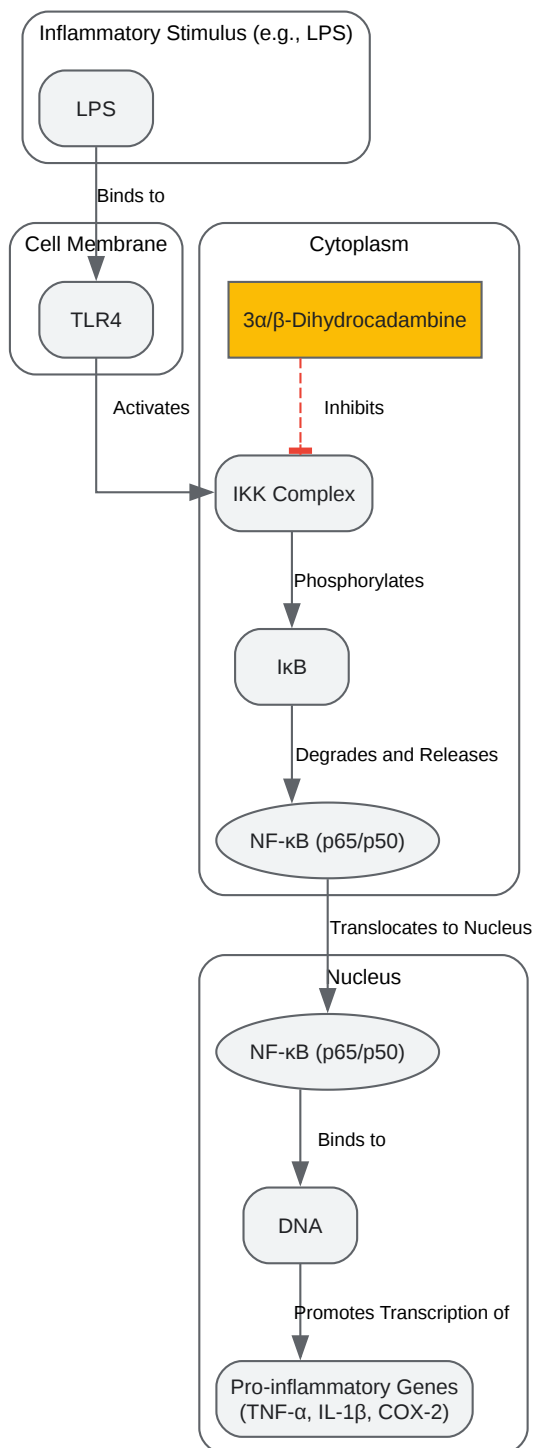 Inflammatory Stimulus (e.g., LPS)
LPS
Binds to
Cell Membrane
Cytoplasm
TLR4
3α/β-Dihydrocadambine
Activates
Inhibits
IKK Complex
Phosphorylates
IκB
Degrades and Releases
NF-κB (p65/p50)
Translocates to Nucleus
Nucleus
NF-κB (p65/p50)
Binds to
DNA
Promotes Transcription of
Pro-inflammatory Genes
(TNF-α, IL-1β, COX-2)